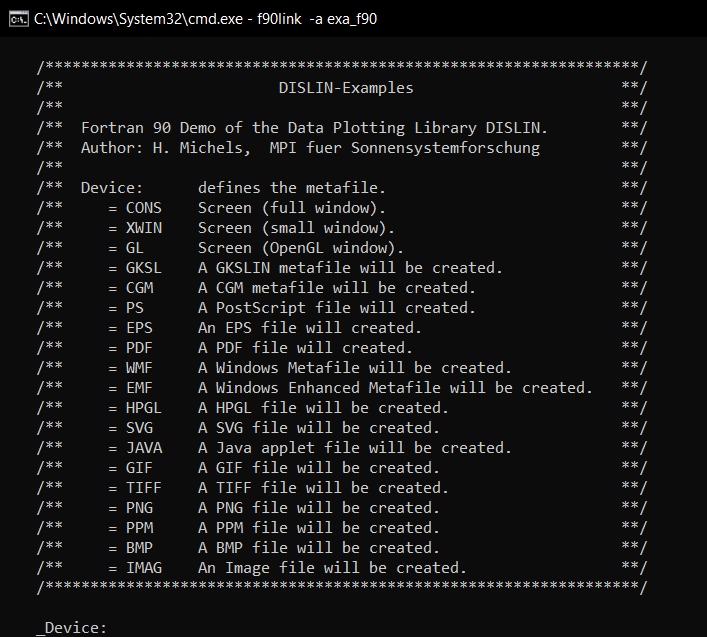 C:\Windows\System32\cmd.exe - f90link  -a exa_f90
/******************************************************************/
/**                        DISLIN-Examples                       **/
/**                                                              **/
/**  Fortran 90 Demo of the Data Plotting Library DISLIN.        **/
/**  Author: H. Michels,  MPI fuer Sonnensystemforschung         **/
/**                                                              **/
/**  Device:      defines the metafile.                          **/
/**     = CONS    Screen (full window).                          **/
/**     = XWIN    Screen (small window).                         **/
/**     = GL      Screen (OpenGL window).                        **/
/**     = GKSL    A GKSLIN metafile will be created.             **/
/**     = CGM     A CGM metafile will be created.                **/
/**     = PS      A PostScript file will created.                **/
/**     = EPS     An EPS file will created.                      **/
/**     = PDF     A PDF file will created.                       **/
/**     = WMF     A Windows Metafile will be created.            **/
/**     = EMF     A Windows Enhanced Metafile will be created.   **/
/**     = HPGL    A HPGL file will be created.                   **/
/**     = SVG     A SVG file will be created.                    **/
/**     = JAVA    A Java applet file will be created.            **/
/**     = GIF     A GIF file will be created.                    **/
/**     = TIFF    A TIFF file will be created.                   **/
/**     = PNG     A PNG file will be created.                    **/
/**     = PPM     A PPM file will be created.                    **/
/**     = BMP     A BMP file will be created.                    **/
/**     = IMAG    An Image file will be created.                 **/
/******************************************************************/
_Device: